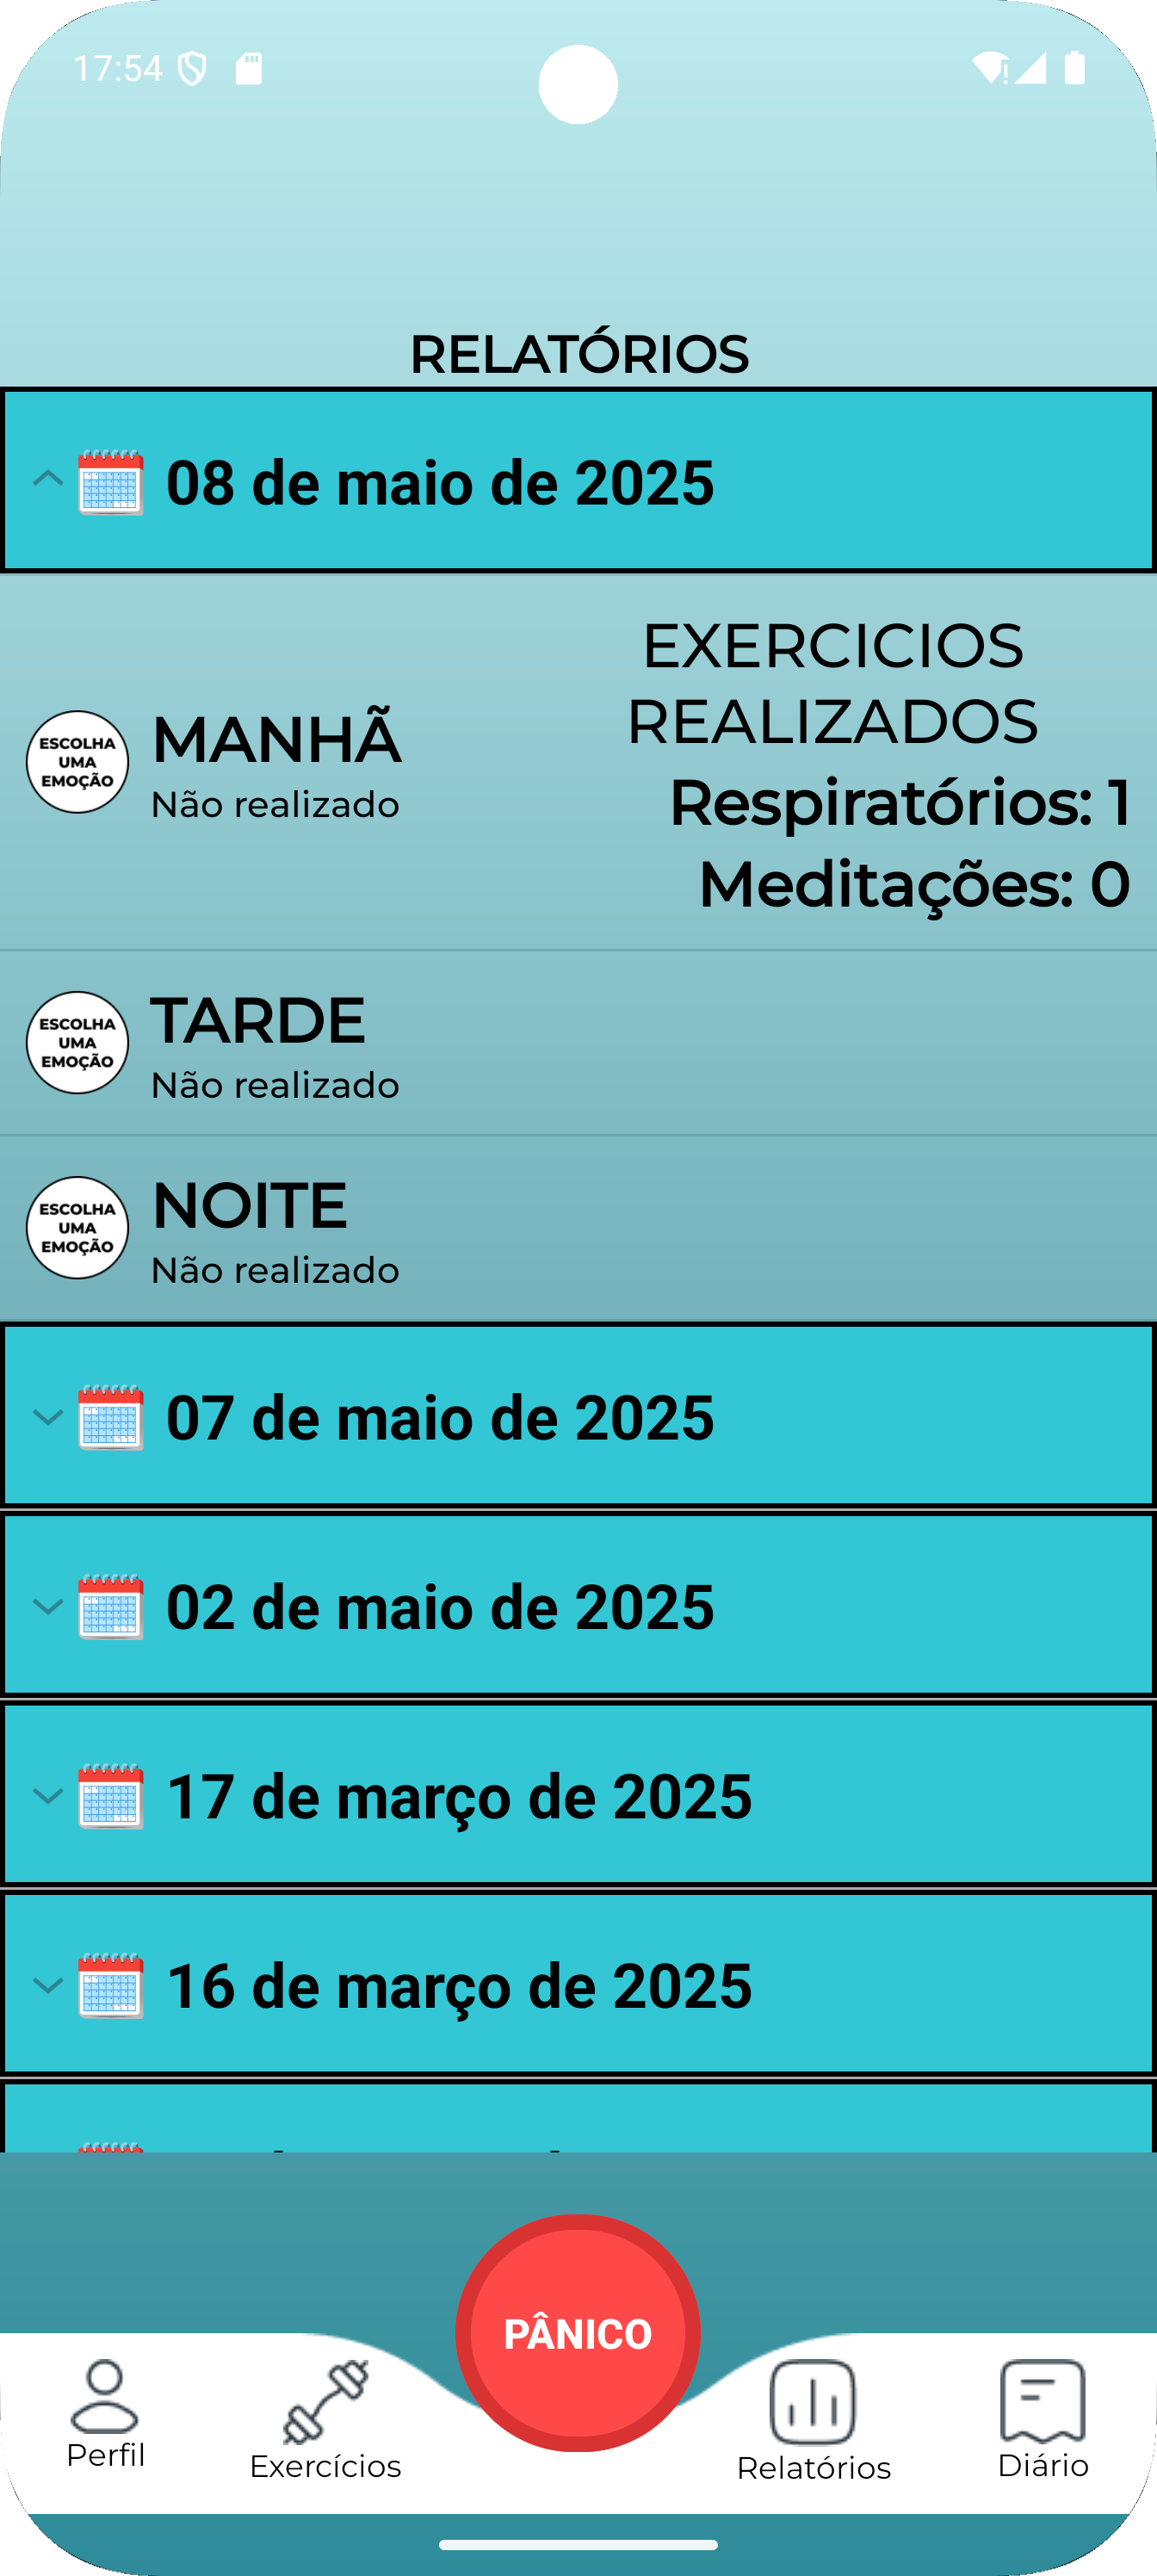 17:54
RELATÓRIOS
08 de maio de 2025
EXERCICIOS
REALIZADOS
Respiratórios: 1
Meditações: 0
ESCOLHA
UMA
EMOÇÃO
MANHÃ
Não realizado
ESCOLHA
UMA
EMOÇÃO
TARDE
Não realizado
ESCOLHA
UMA
EMOÇÃO
NOITE
Não realizado
07 de maio de 2025
02 de maio de 2025
17 de março de 2025
16 de março de 2025
PÂNICO
Perfil
Exercícios
Relatórios
Diário